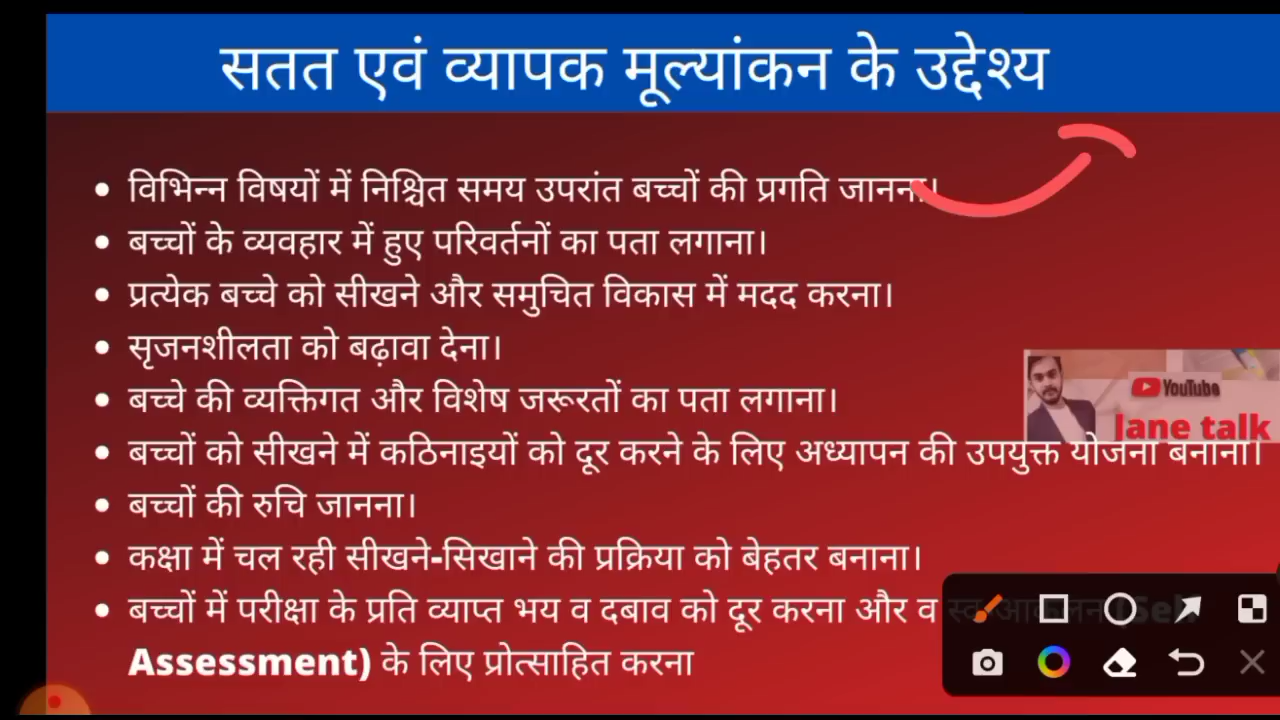 सतत एवं व्यापक मूल्यांकन के उद्देश्य
• विभिन्न विषयों में निश्चित समय उपरांत बच्चों की प्रगति जानना।
• बच्चों के व्यवहार में हुए परिवर्तनों का पता लगाना।
• प्रत्येक बच्चे को सीखने और समुचित विकास में मदद करना।
• सृजनशीलता को बढ़ावा देना।
• बच्चे की व्यक्तिगत और विशेष जरूरतों का पता लगाना।
YouTube
lane talk
• बच्चों को सीखने में कठिनाइयों को दूर करने के लिए अध्यापन की उपयुक्त योजना बनाना।
• बच्चों की रुचि जानना।
• कक्षा में चल रही सीखने-सिखाने की प्रक्रिया को बेहतर बनाना।
• बच्चों में परीक्षा के प्रति व्याप्त भय व दबाव को दूर करना और व स्व आकलन (Self
Assessment) के लिए प्रोत्साहित करना